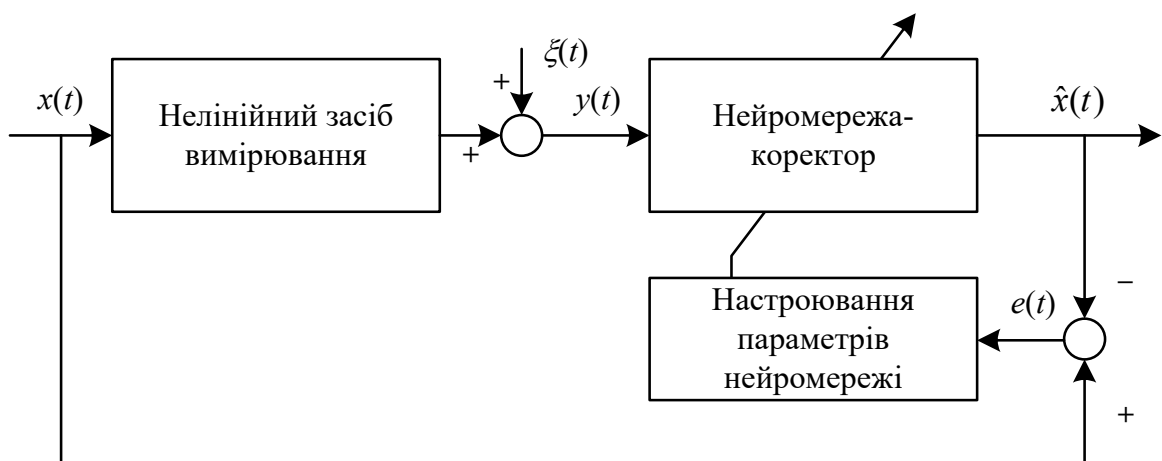 x(t)
Нелінійний засіб
вимірювання
+
ξ(t)
+
y(t)
Нейромережа-
коректор
x̂(t)
Настроювання
параметрів
нейромережі
e(t)
−
+